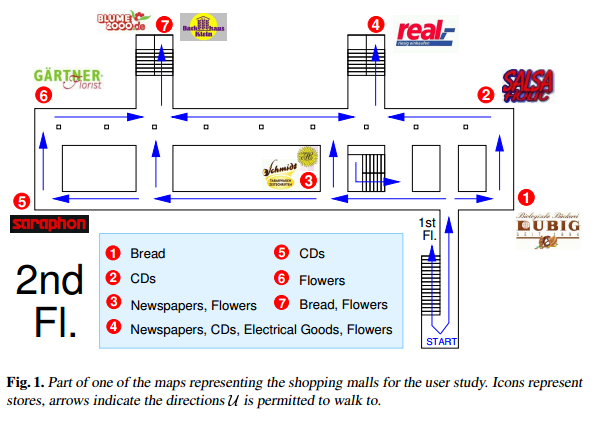 BLUME
2000.de
7
Backerhaus
Klein
4
real,-
GÄRTNER
Florist
6
2
SALSA
HOLIC
Schmidt
3
5
saraphon
1
Biologische Bäckerei
LUBIG
1st
Fl.
START
2nd
Fl.
1 Bread
2 CDs
3 Newspapers, Flowers
4 Newspapers, CDs, Electrical Goods, Flowers
5 CDs
6 Flowers
7 Bread, Flowers
Fig. 1. Part of one of the maps representing the shopping malls for the user study. Icons represent
stores, arrows indicate the directions U is permitted to walk to.